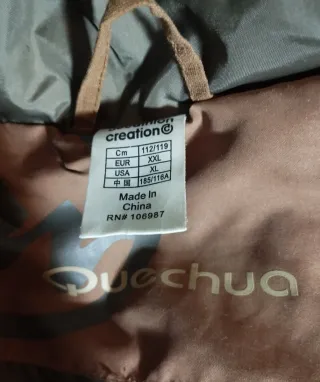 creation©
Cm 112/119
EUR XXL
USA XL
中国 185/116A
Made In
China
RN# 106987
Quechua